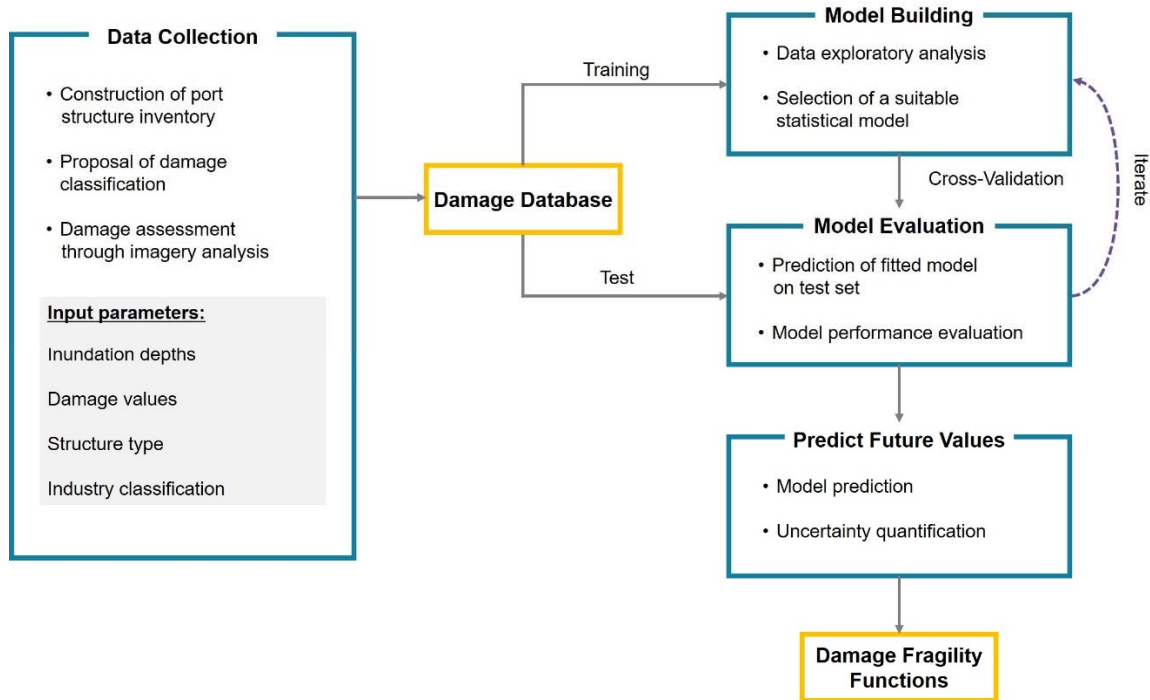 Data Collection
• Construction of port
structure inventory
• Proposal of damage
classification
• Damage assessment
through imagery analysis
Input parameters:
Inundation depths
Damage values
Structure type
Industry classification
Damage Database
Training
Test
Model Building
• Data exploratory analysis
• Selection of a suitable
statistical model
Cross-Validation
Iterate
Model Evaluation
• Prediction of fitted model
on test set
• Model performance evaluation
Predict Future Values
• Model prediction
• Uncertainty quantification
Damage Fragility
Functions